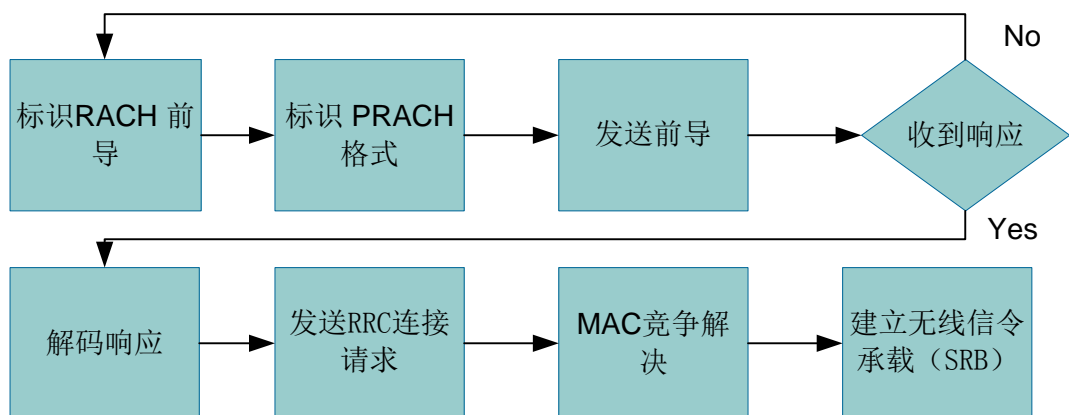 No
标识RACH 前
导
标识 PRACH
格式
发送前导
收到响应
Yes
解码响应
发送RRC连接
请求
MAC竞争解
决
建立无线信令
承载（SRB）